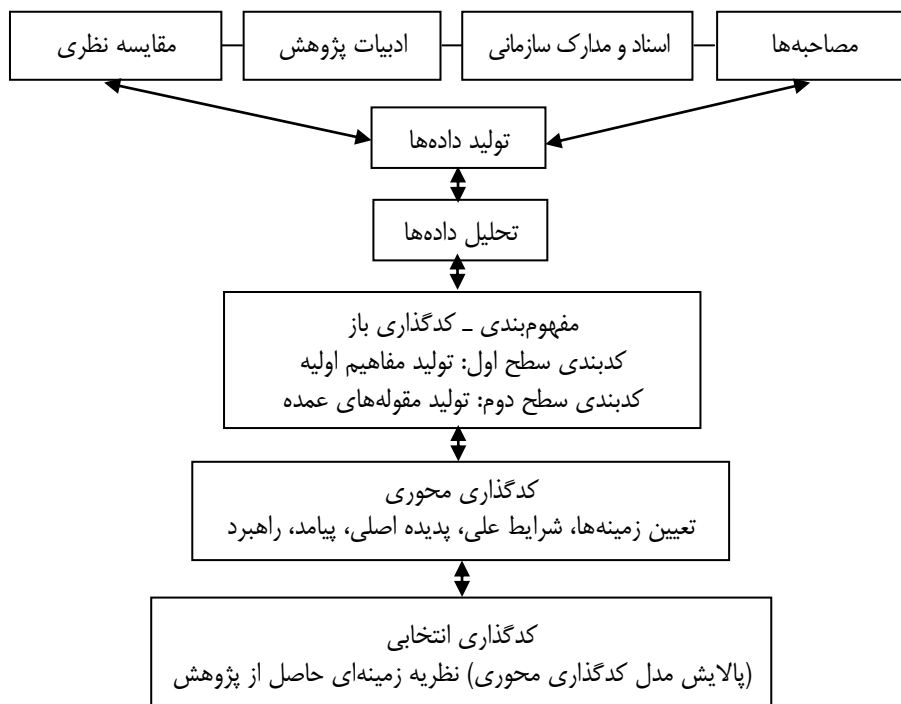 مصاحبه‌ها
اسناد و مدارک سازمانی
ادبیات پژوهش
مقایسه نظری
تولید داده‌ها
تحلیل داده‌ها
مفهوم‌بندی – کدگذاری باز
کدبندی سطح اول: تولید مفاهیم اولیه
کدبندی سطح دوم: تولید مقوله‌های عمده
کدگذاری محوری
تعیین زمینه‌ها، شرایط علی، پدیده اصلی، پیامد، راهبرد
کدگذاری انتخابی
(پالایش مدل کدگذاری محوری) نظریه زمینه‌ای حاصل از پژوهش